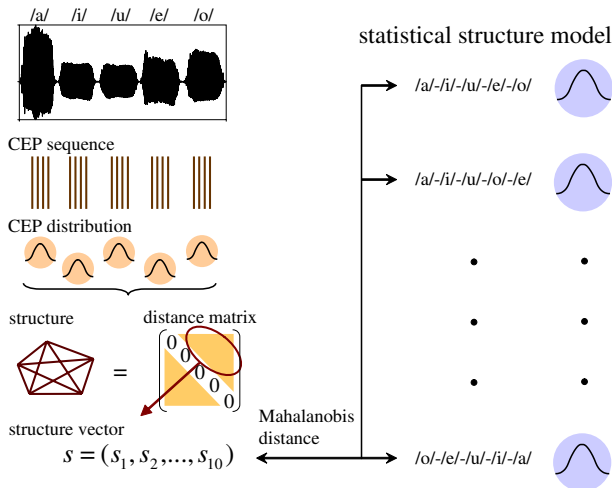 /a/ /i/ /u/ /e/ /o/
CEP sequence
CEP distribution
structure
distance matrix
=
0
0
0
0
0
structure vector
s = (s1, s2,..., s10)
Mahalanobis
distance
statistical structure model
/a/-/i/-/u/-/e/-/o/
/a/-/i/-/u/-/o/-/e/
/o/-/e/-/u/-/i/-/a/